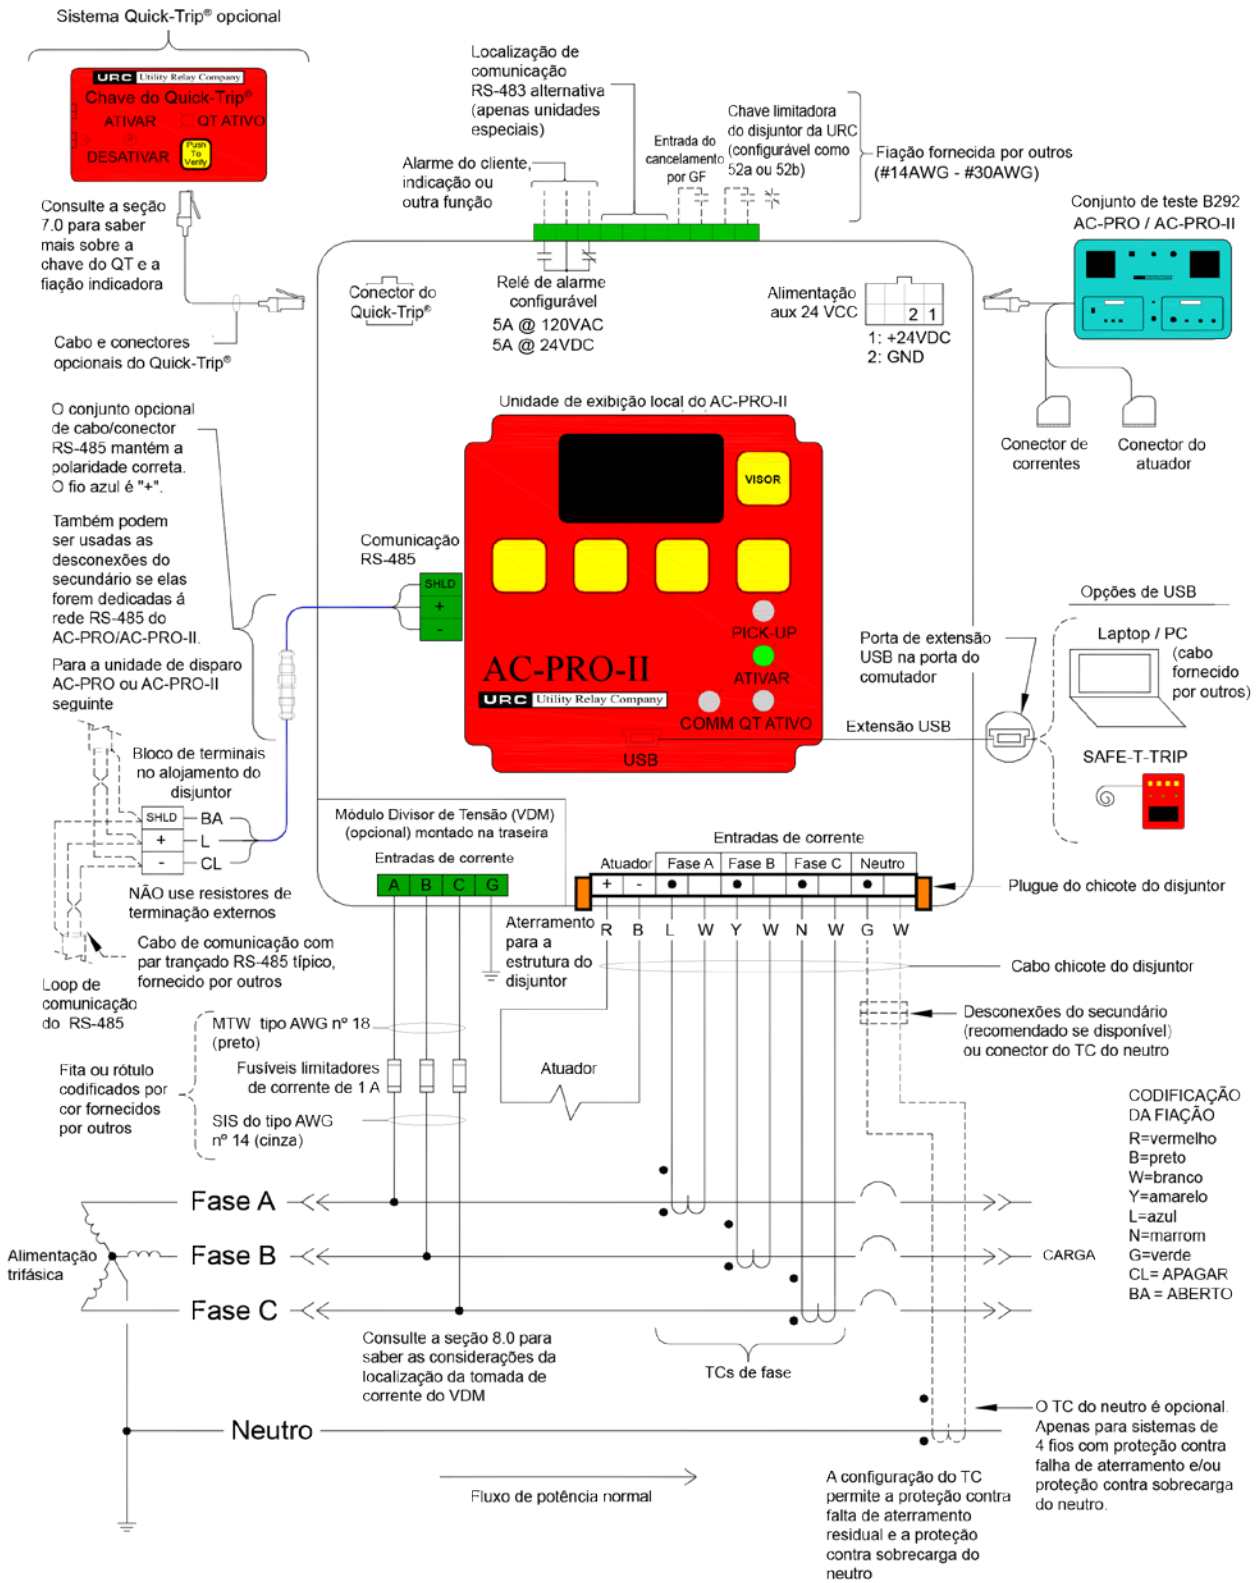 Sistema Quick-Trip® opcional
URC Utility Relay Company
Chave do Quick-Trip®
ATIVAR
QT ATIVO
DESATIVAR
Push
To
Verify
Consulte a seção
7.0 para saber
mais sobre a
chave do QT e a
fiação indicadora
Cabo e conectores
opcionais do Quick-Trip®
Localização de
comunicação
RS-483 alternativa
(apenas unidades
especiais)
Alarme do cliente,
indicação ou
outra função
Entrada do
cancelamento
por GF
Chave limitadora
do disjuntor da URC
(configurável como
52a ou 52b)
Fiação fornecida por outros
(#14AWG - #30AWG)
Conjunto de teste B292
AC-PRO / AC-PRO-II
Conector do
Quick-Trip®
Relé de alarme
configurável
5A @ 120VAC
5A @ 24VDC
Alimentação
aux 24 VCC
2 1
1: +24VDC
2: GND
Conector de
correntes
Conector do
atuador
O conjunto opcional
de cabo/conector
RS-485 mantém a
polaridade correta.
O fio azul é "+".
Também podem
ser usadas as
desconexões do
secundário se elas
forem dedicadas á
rede RS-485 do
AC-PRO/AC-PRO-II.
Para a unidade de disparo
AC-PRO ou AC-PRO-II
seguinte
Unidade de exibição local do AC-PRO-II
VISOR
Comunicação
RS-485
SHLD
+
-
PICK-UP
ATIVAR
AC-PRO-II
URC Utility Relay Company
COMM QT ATIVO
USB
Extensão USB
Porta de extensão
USB na porta do
comutador
Opções de USB
Laptop / PC
(cabo
fornecido
por outros)
SAFE-T-TRIP
Bloco de terminais
no alojamento do
disjuntor
SHLD BA
+ L
- CL
NÃO use resistores de
terminação externos
Cabo de comunicação com
par trançado RS-485 típico,
fornecido por outros
Loop de
comunicação
do RS-485
Módulo Divisor de Tensão (VDM)
(opcional) montado na traseira
Entradas de corrente
A B C G
Entradas de corrente
Atuador Fase A Fase B Fase C Neutro
+ -
R B L W Y W N W G W
Plugue do chicote do disjuntor
Cabo chicote do disjuntor
Aterramento
para a
estrutura do
disjuntor
Desconexões do secundário
(recomendado se disponível)
ou conector do TC do neutro
MTW tipo AWG nº 18
(preto)
Fusíveis limitadores
de corrente de 1 A
SIS do tipo AWG
nº 14 (cinza)
Fita ou rótulo
codificados por
cor fornecidos
por outros
Atuador
CODIFICAÇÃO
DA FIAÇÃO
R=vermelho
B=preto
W=branco
Y=amarelo
L=azul
N=marrom
G=verde
CL= APAGAR
BA = ABERTO
Alimentação
trifásica
Fase A
Fase B
Fase C
CARGA
Consulte a seção 8.0 para
saber as considerações da
localização da tomada de
corrente do VDM
TCs de fase
Neutro
Fluxo de potência normal
O TC do neutro é opcional.
Apenas para sistemas de
4 fios com proteção contra
falha de aterramento e/ou
proteção contra sobrecarga
do neutro.
A configuração do TC
permite a proteção contra
falta de aterramento
residual e a proteção
contra sobrecarga do
neutro